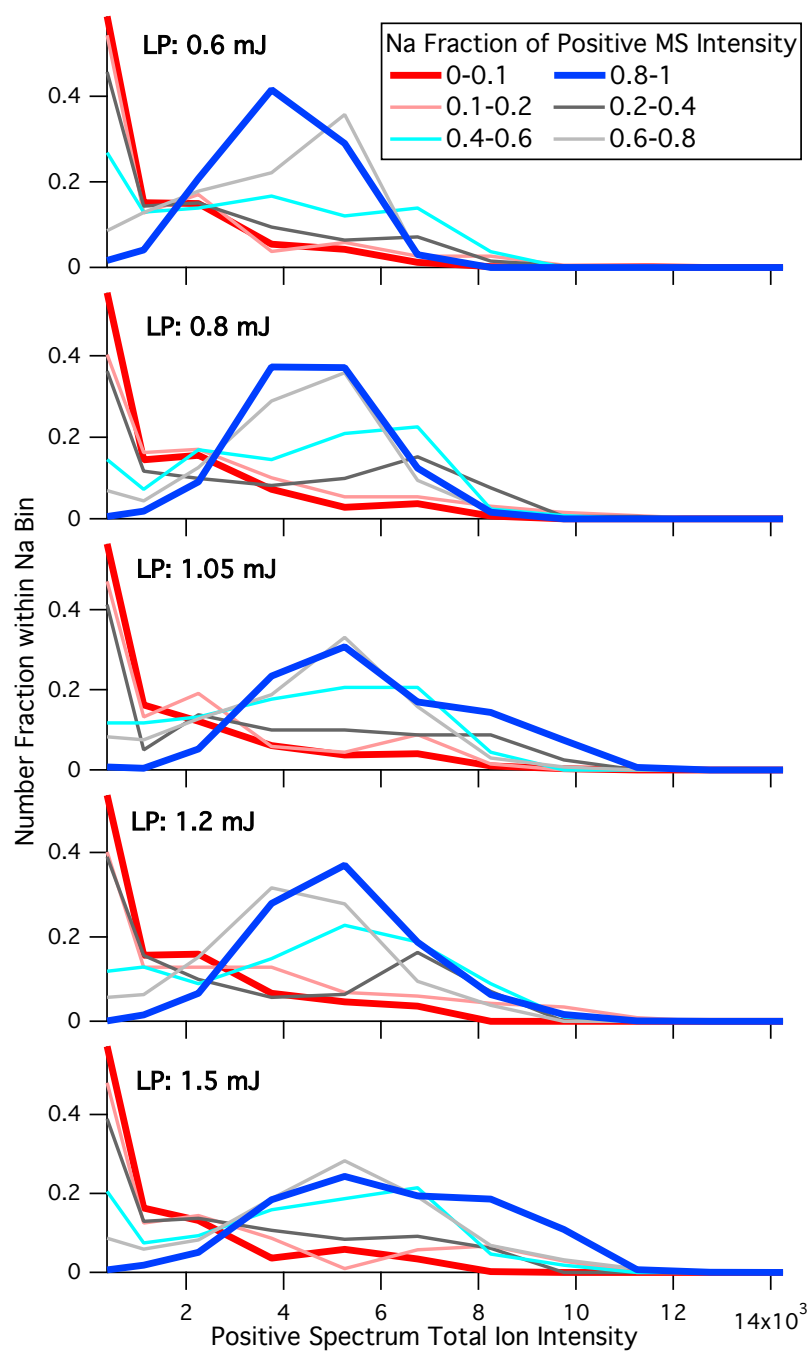 LP: 0.6 mJ
Na Fraction of Positive MS Intensity
0-0.1 0.8-1
0.1-0.2 0.2-0.4
0.4-0.6 0.6-0.8
0.4
0.2
0
LP: 0.8 mJ
0.4
0.2
0
LP: 1.05 mJ
0.4
0.2
0
Number Fraction within Na Bin
LP: 1.2 mJ
0.4
0.2
0
LP: 1.5 mJ
0.4
0.2
0
2 4 6 8 10 12 14x10³
Positive Spectrum Total Ion Intensity